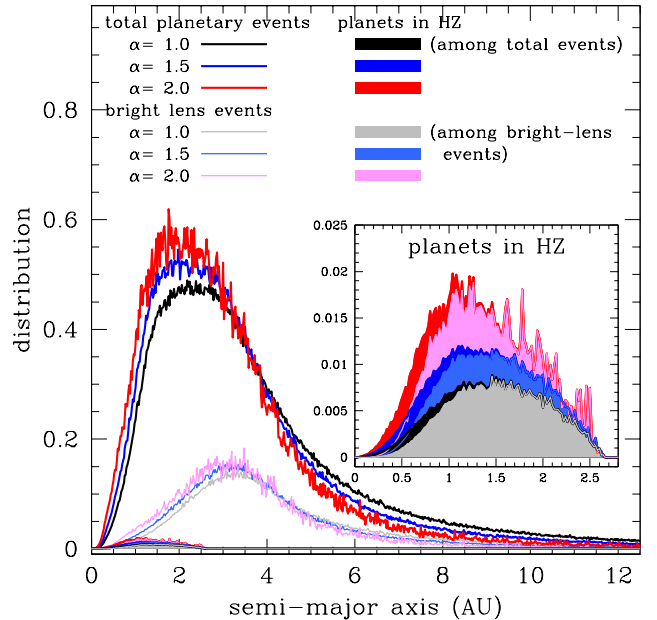 total planetary events
α= 1.0
α= 1.5
α= 2.0
bright lens events
α= 1.0
α= 1.5
α= 2.0
planets in HZ
(among total events)
(among bright-lens
events)
distribution
0.8
0.6
0.4
0.2
0
0 2 4 6 8 10 12
semi-major axis (AU)
planets in HZ
0.025
0.02
0.015
0.01
0.005
0
0 0.5 1 1.5 2 2.5